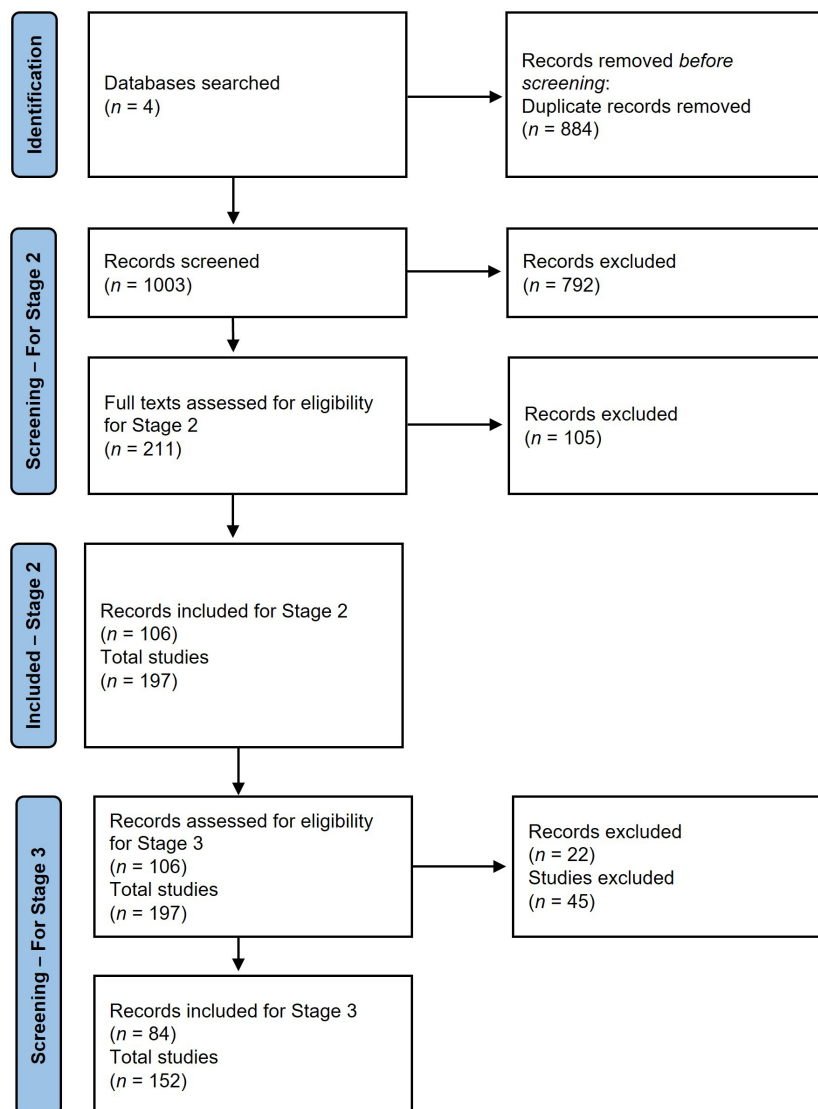 Identification
Databases searched
(n = 4)
Records removed before
screening:
Duplicate records removed
(n = 884)
Screening – For Stage 2
Records screened
(n = 1003)
Records excluded
(n = 792)
Full texts assessed for eligibility
for Stage 2
(n = 211)
Records excluded
(n = 105)
Included – Stage 2
Records included for Stage 2
(n = 106)
Total studies
(n = 197)
Screening – For Stage 3
Records assessed for eligibility
for Stage 3
(n = 106)
Total studies
(n = 197)
Records excluded
(n = 22)
Studies excluded
(n = 45)
Records included for Stage 3
(n = 84)
Total studies
(n = 152)